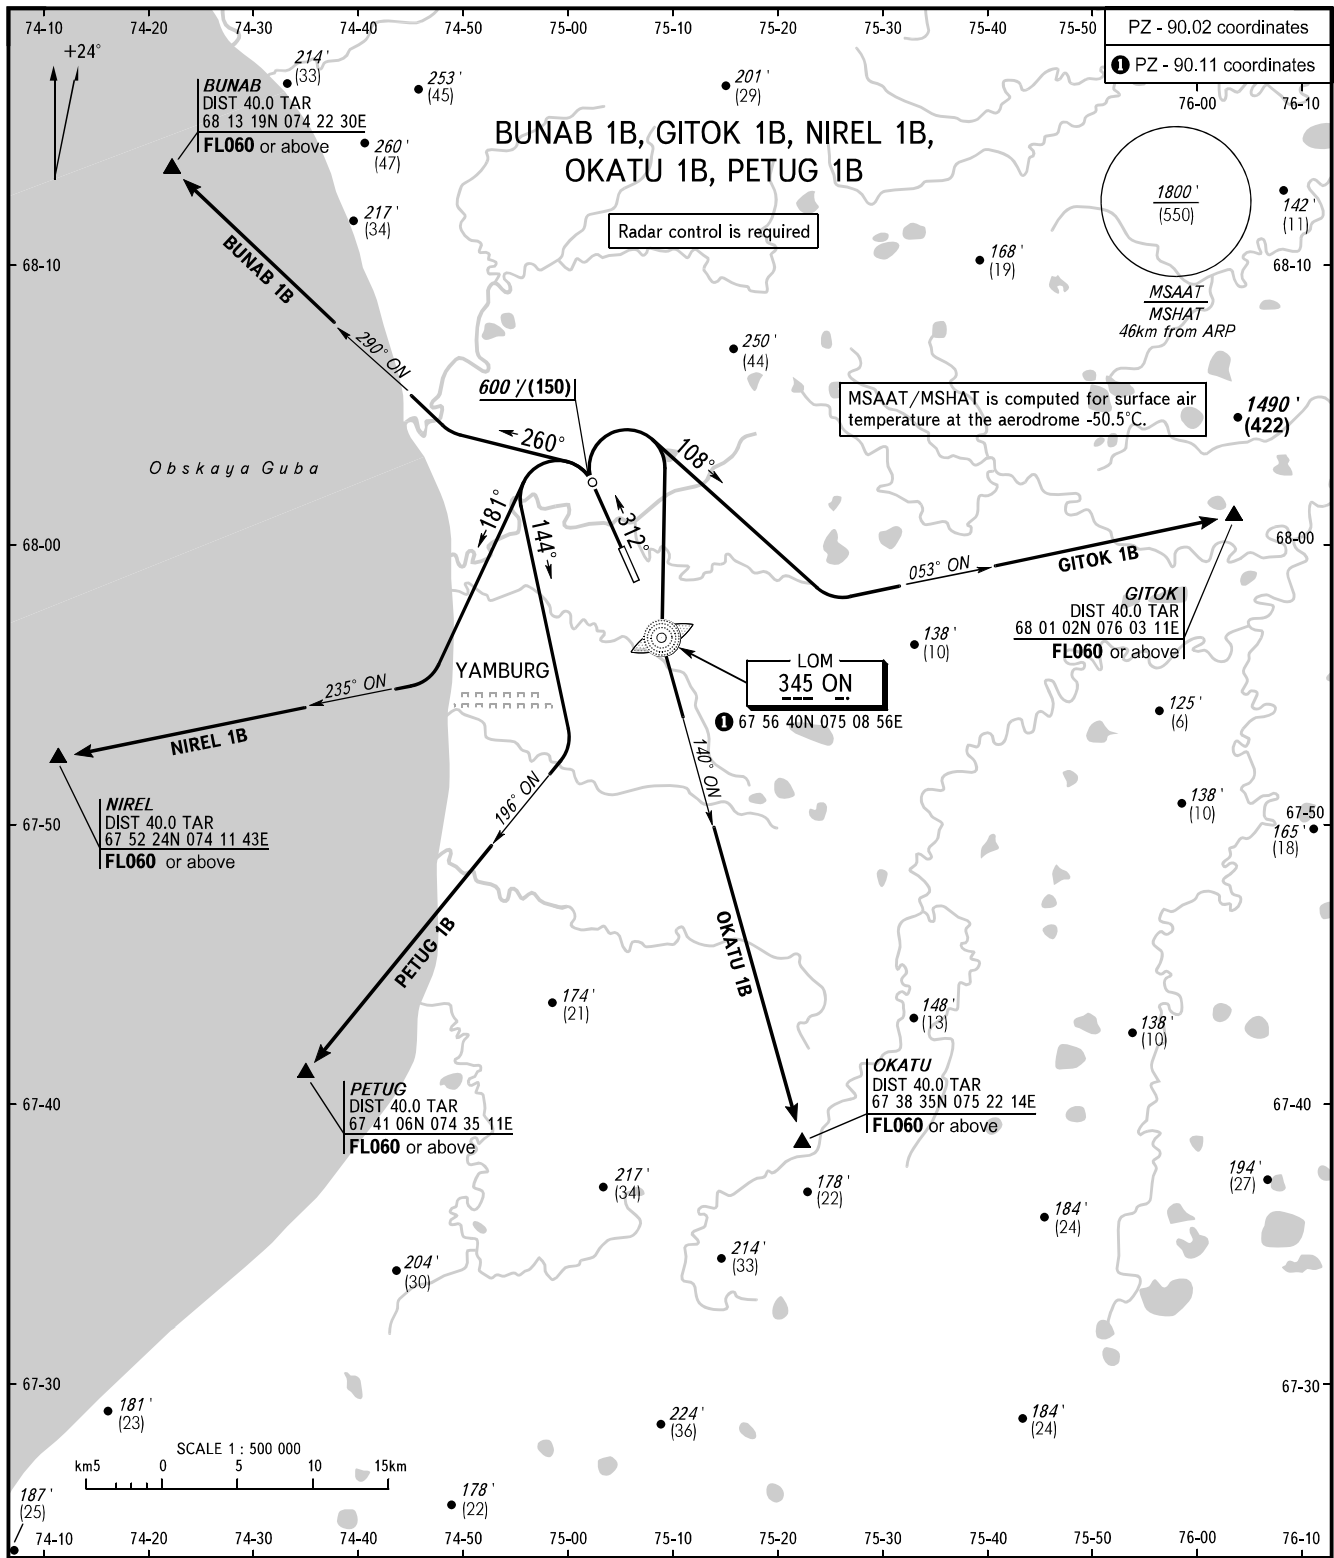 74-10 74-20 74-30 74-40 74-50 75-00 75-10 75-20 75-30 75-40 75-50
PZ - 90.02 coordinates
1 PZ - 90.11 coordinates
76-00 76-10
+24°
214'
(33)
253'
(45)
201'
(29)
BUNAB
DIST 40.0 TAR
68 13 19N 074 22 30E
FL060 or above
260'
(47)
BUNAB 1B, GITOK 1B, NIREL 1B,
OKATU 1B, PETUG 1B
Radar control is required
1800'
(550)
142'
(11)
217'
(34)
168'
(19)
68-10
68-10
BUNAB 1B
MSAAT
MSHAT
46km from ARP
290° ON
250'
(44)
600'/(150)
MSAAT/MSHAT is computed for surface air
temperature at the aerodrome -50.5°C.
1490'
(422)
260°
108°
Obskaya Guba
181°
144°
312°
68-00
68-00
053° ON
GITOK 1B
GITOK
DIST 40.0 TAR
68 01 02N 076 03 11E
FL060 or above
138'
(10)
YAMBURG
LOM
345 ON
1 67 56 40N 075 08 56E
125'
(6)
235° ON
NIREL 1B
140° ON
196° ON
NIREL
DIST 40.0 TAR
67 52 24N 074 11 43E
FL060 or above
138'
(10)
67-50
67-50
165'
(18)
PETUG 1B
OKATU 1B
174'
(21)
148'
(13)
138'
(10)
PETUG
DIST 40.0 TAR
67 41 06N 074 35 11E
FL060 or above
OKATU
DIST 40.0 TAR
67 38 35N 075 22 14E
FL060 or above
67-40
67-40
217'
(34)
178'
(22)
194'
(27)
184'
(24)
204'
(30)
214'
(33)
67-30
67-30
181'
(23)
224'
(36)
184'
(24)
SCALE 1 : 500 000
km5 0 5 10 15km
187'
(25)
178'
(22)
74-10 74-20 74-30 74-40 74-50 75-00 75-10 75-20 75-30 75-40 75-50 76-00 76-10